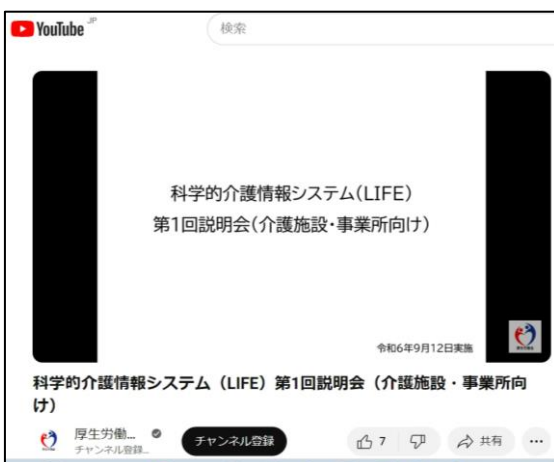 YouTube JP
検索
科学的介護情報システム(LIFE)
第1回説明会(介護施設・事業所向け)
令和6年9月12日実施
科学的介護情報システム（LIFE）第1回説明会（介護施設・事業所向
け）
厚生労働...
チャンネル登録...
チャンネル登録
7
共有